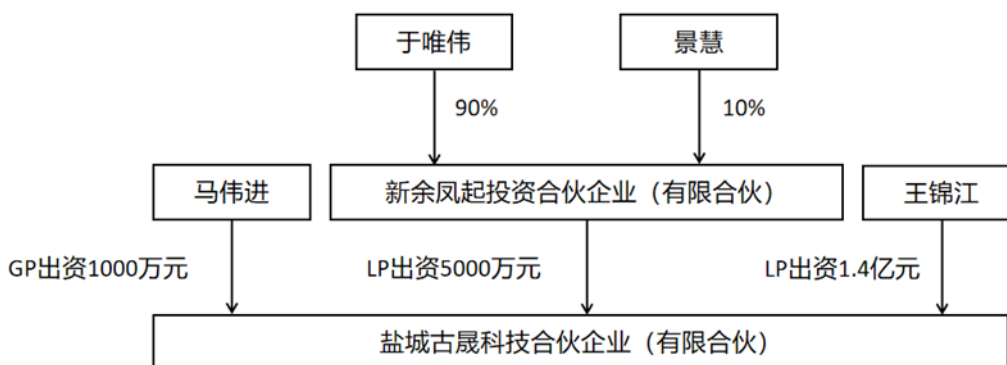 于唯伟
景慧
90%
10%
马伟进
新余凤起投资合伙企业（有限合伙）
王锦江
GP出资1000万元
LP出资5000万元
LP出资1.4亿元
盐城古晟科技合伙企业（有限合伙）